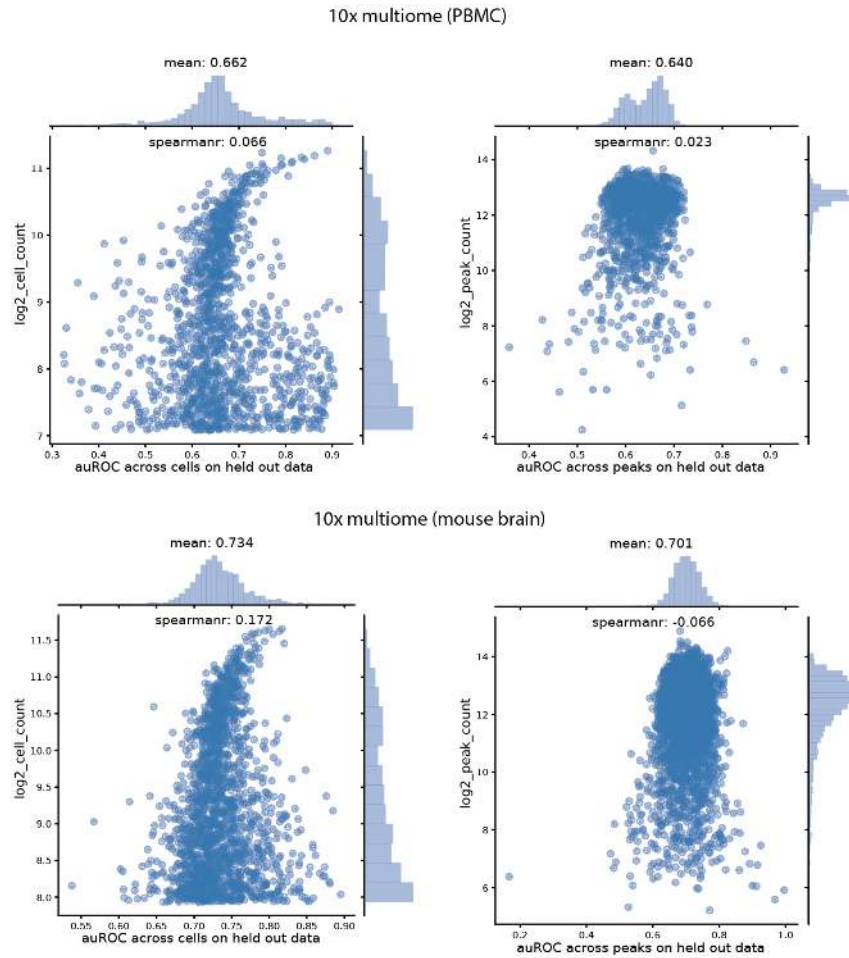 10x multiome (PBMC)
mean: 0.662
mean: 0.640
spearmanr: 0.066
spearmanr: 0.023
11
10
9
8
7
log2_cell_count
0.3 0.4 0.5 0.6 0.7 0.8 0.9
auROC across cells on held out data
14
12
10
8
6
4
log2_peak_count
0.4 0.5 0.6 0.7 0.8 0.9
auROC across peaks on held out data
10x multiome (mouse brain)
mean: 0.734
mean: 0.701
spearmanr: 0.172
spearmanr: -0.066
11.5
11.0
10.5
10.0
9.5
9.0
8.5
8.0
log2_cell_count
0.55 0.60 0.65 0.70 0.75 0.80 0.85 0.90
auROC across cells on held out data
14
12
10
8
6
log2_peak_count
0.2 0.4 0.6 0.8 1.0
auROC across peaks on held out data